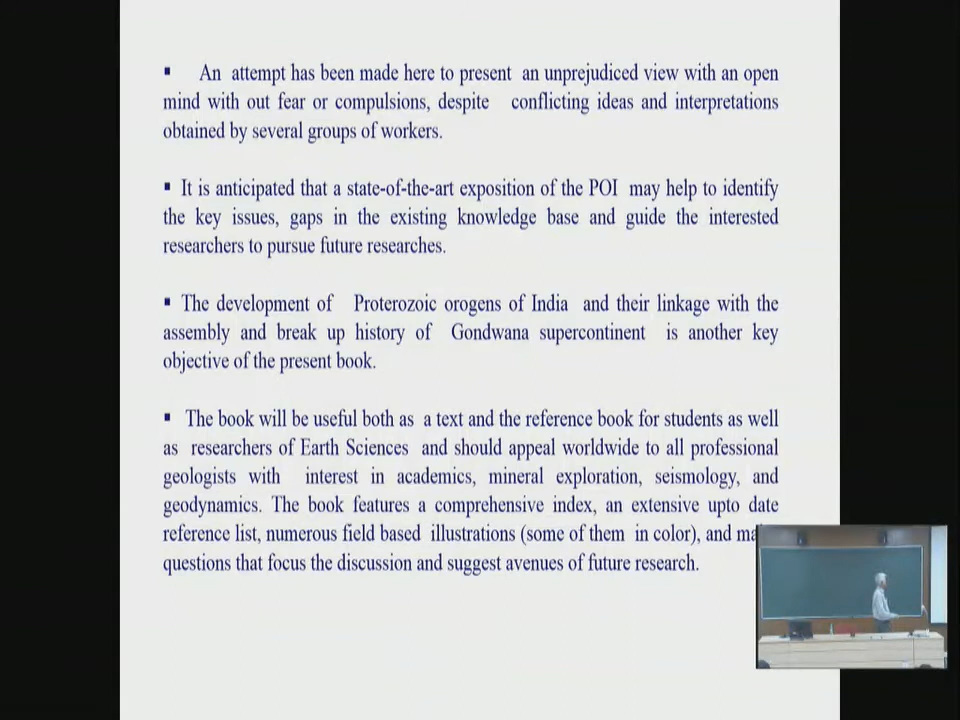 ▪ An attempt has been made here to present an unprejudiced view with an open
mind with out fear or compulsions, despite conflicting ideas and interpretations
obtained by several groups of workers.
▪ It is anticipated that a state-of-the-art exposition of the POI may help to identify
the key issues, gaps in the existing knowledge base and guide the interested
researchers to pursue future researches.
▪ The development of Proterozoic orogens of India and their linkage with the
assembly and break up history of Gondwana supercontinent is another key
objective of the present book.
▪ The book will be useful both as a text and the reference book for students as well
as researchers of Earth Sciences and should appeal worldwide to all professional
geologists with interest in academics, mineral exploration, seismology, and
geodynamics. The book features a comprehensive index, an extensive upto date
reference list, numerous field based illustrations (some of them in color), and
questions that focus the discussion and suggest avenues of future research.